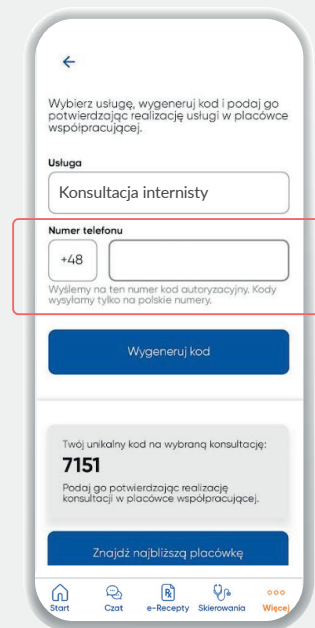 Wybierz usługę, wygeneruj kod i podaj go
potwierdzając realizację usługi w placówce
współpracującej.
Usługa
Konsultacja internisty
Numer telefonu
+48
Wyślemy na ten numer kod autoryzacyjny. Kody
wysyłamy tylko na polskie numery.
Wygeneruj kod
Twój unikalny kod na wybraną konsultację:
7151
Podaj go potwierdzając realizację
konsultacji w placówce współpracującej.
Znajdź najbliższą placówkę
Start Czat e-Recepty Skierowania Więcej